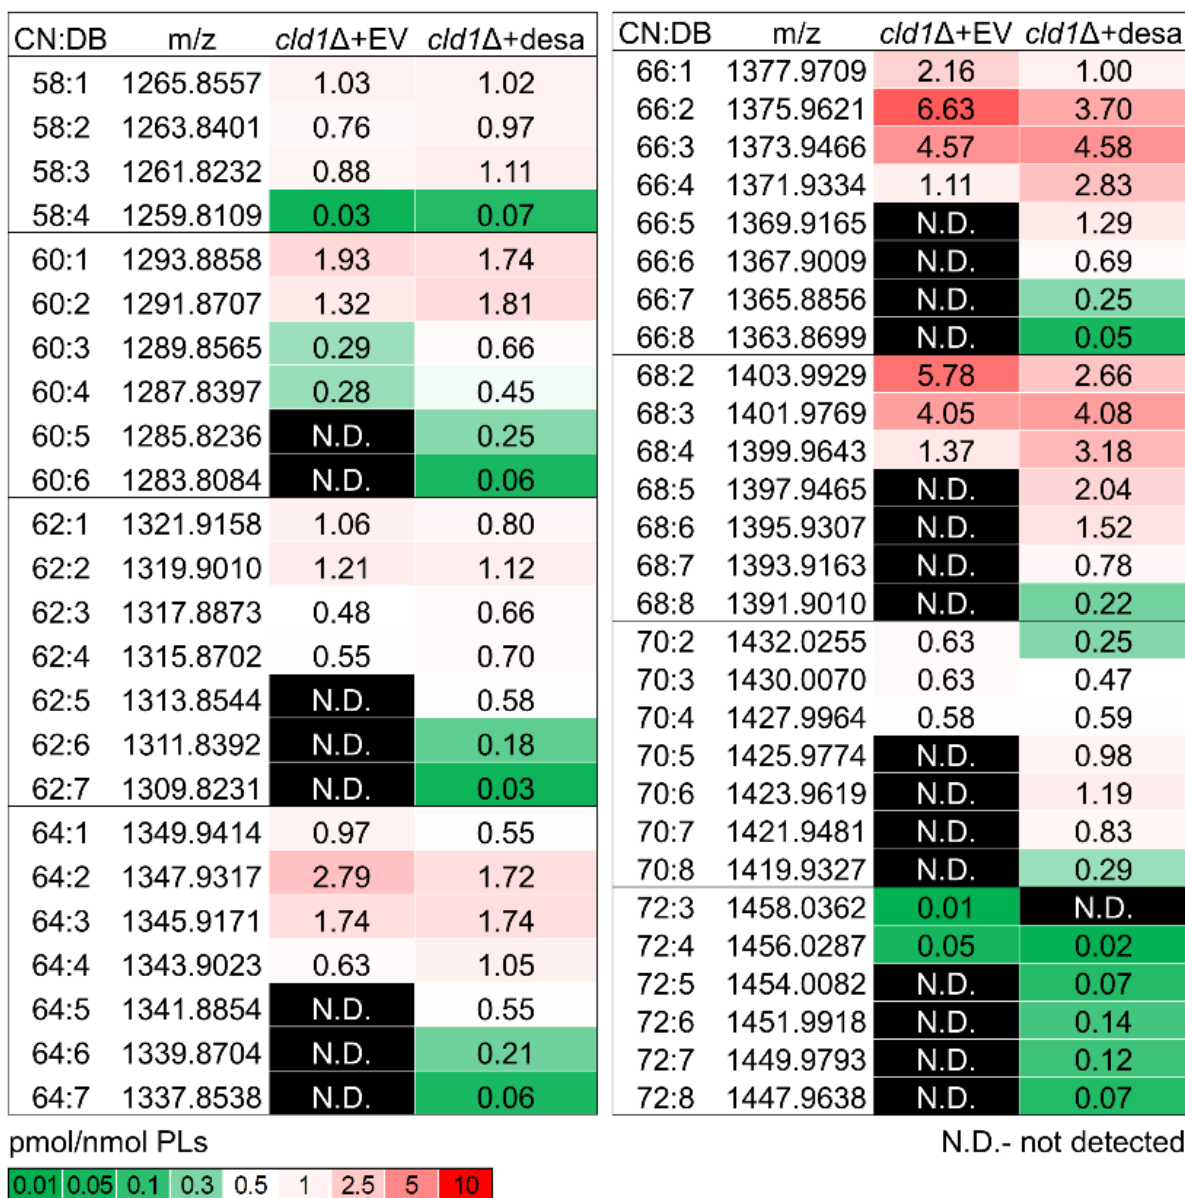 CN:DB m/z cld1Δ+EV cld1Δ+desa
58:1 1265.8557 1.03 1.02
58:2 1263.8401 0.76 0.97
58:3 1261.8232 0.88 1.11
58:4 1259.8109 0.03 0.07
60:1 1293.8858 1.93 1.74
60:2 1291.8707 1.32 1.81
60:3 1289.8565 0.29 0.66
60:4 1287.8397 0.28 0.45
60:5 1285.8236 N.D. 0.25
60:6 1283.8084 N.D. 0.06
62:1 1321.9158 1.06 0.80
62:2 1319.9010 1.21 1.12
62:3 1317.8873 0.48 0.66
62:4 1315.8702 0.55 0.70
62:5 1313.8544 N.D. 0.58
62:6 1311.8392 N.D. 0.18
62:7 1309.8231 N.D. 0.03
64:1 1349.9414 0.97 0.55
64:2 1347.9317 2.79 1.72
64:3 1345.9171 1.74 1.74
64:4 1343.9023 0.63 1.05
64:5 1341.8854 N.D. 0.55
64:6 1339.8704 N.D. 0.21
64:7 1337.8538 N.D. 0.06
CN:DB m/z cld1Δ+EV cld1Δ+desa
66:1 1377.9709 2.16 1.00
66:2 1375.9621 6.63 3.70
66:3 1373.9466 4.57 4.58
66:4 1371.9334 1.11 2.83
66:5 1369.9165 N.D. 1.29
66:6 1367.9009 N.D. 0.69
66:7 1365.8856 N.D. 0.25
66:8 1363.8699 N.D. 0.05
68:2 1403.9929 5.78 2.66
68:3 1401.9769 4.05 4.08
68:4 1399.9643 1.37 3.18
68:5 1397.9465 N.D. 2.04
68:6 1395.9307 N.D. 1.52
68:7 1393.9163 N.D. 0.78
68:8 1391.9010 N.D. 0.22
70:2 1432.0255 0.63 0.25
70:3 1430.0070 0.63 0.47
70:4 1427.9964 0.58 0.59
70:5 1425.9774 N.D. 0.98
70:6 1423.9619 N.D. 1.19
70:7 1421.9481 N.D. 0.83
70:8 1419.9327 N.D. 0.29
72:3 1458.0362 0.01 N.D.
72:4 1456.0287 0.05 0.02
72:5 1454.0082 N.D. 0.07
72:6 1451.9918 N.D. 0.14
72:7 1449.9793 N.D. 0.12
72:8 1447.9638 N.D. 0.07
pmol/nmol PLs
N.D.- not detected
0.01 0.05 0.1 0.3 0.5 1 2.5 5 10